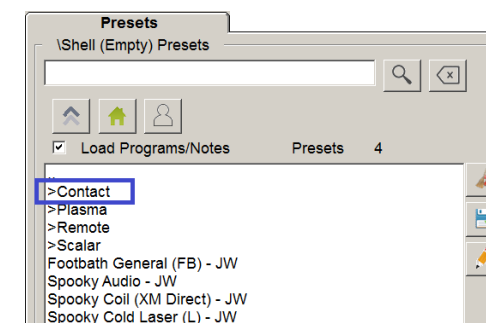 Presets
\Shell (Empty) Presets
Load Programs/Notes Presets 4
..
>Contact
>Plasma
>Remote
>Scalar
Footbath General (FB) - JW
Spooky Audio - JW
Spooky Coil (XM Direct) - JW
Spooky Cold Laser (L) - JW